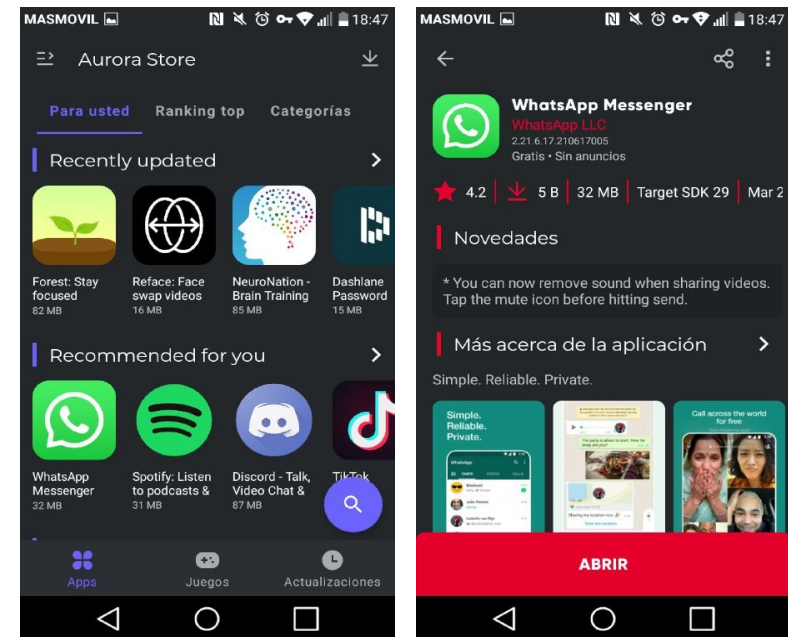 MASMOVIL 18:47
Aurora Store
Para usted Ranking top Categorías
Recently updated
Forest: Stay focused
82 MB
Reface: Face swap videos
16 MB
NeuroNation - Brain Training
85 MB
Dashlane Password
15 MB
Recommended for you
WhatsApp Messenger
32 MB
Spotify: Listen to podcasts &
31 MB
Discord - Talk, Video Chat &
87 MB
TikTok
Apps Juegos Actualizaciones
MASMOVIL 18:47
WhatsApp Messenger
WhatsApp LLC
2.21.6.17.210617005
Gratis • Sin anuncios
4.2 5 B 32 MB Target SDK 29 Mar 2
Novedades
* You can now remove sound when sharing videos.
Tap the mute icon before hitting send.
Más acerca de la aplicación
Simple. Reliable. Private.
Simple.
Reliable.
Private.
WhatsApp
CHATS
Call across the world
for free
ABRIR